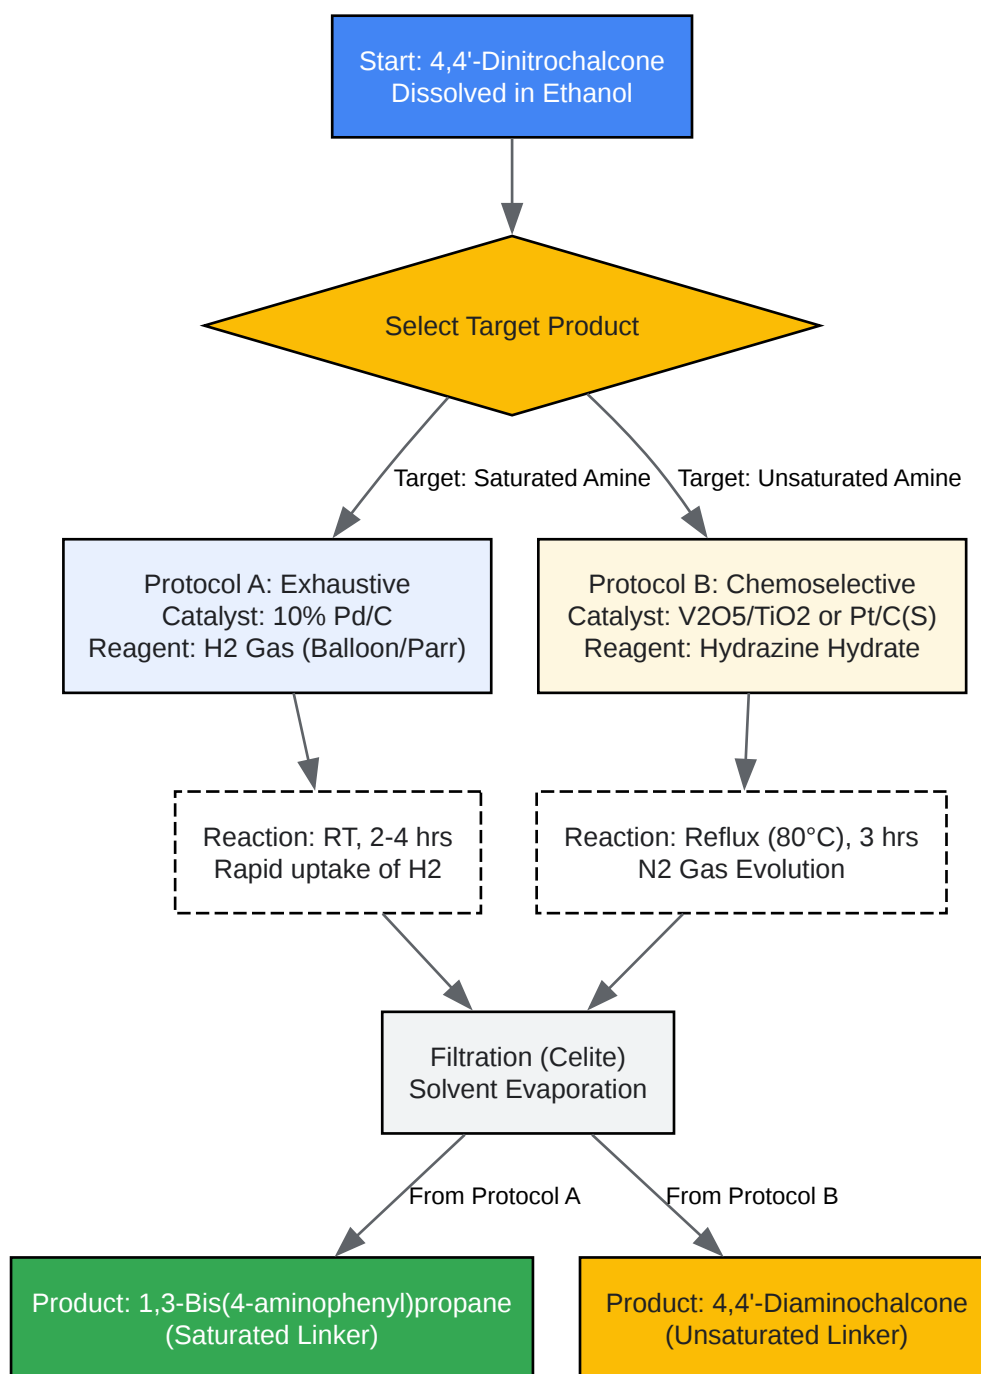 Start: 4,4'-Dinitrochalcone
Dissolved in Ethanol
Select Target Product
Target: Saturated Amine
Target: Unsaturated Amine
Protocol A: Exhaustive
Catalyst: 10% Pd/C
Reagent: H2 Gas (Balloon/Parr)
Protocol B: Chemoselective
Catalyst: V2O5/TiO2 or Pt/C(S)
Reagent: Hydrazine Hydrate
Reaction: RT, 2-4 hrs
Rapid uptake of H2
Reaction: Reflux (80°C), 3 hrs
N2 Gas Evolution
Filtration (Celite)
Solvent Evaporation
From Protocol A
From Protocol B
Product: 1,3-Bis(4-aminophenyl)propane
(Saturated Linker)
Product: 4,4'-Diaminochalcone
(Unsaturated Linker)